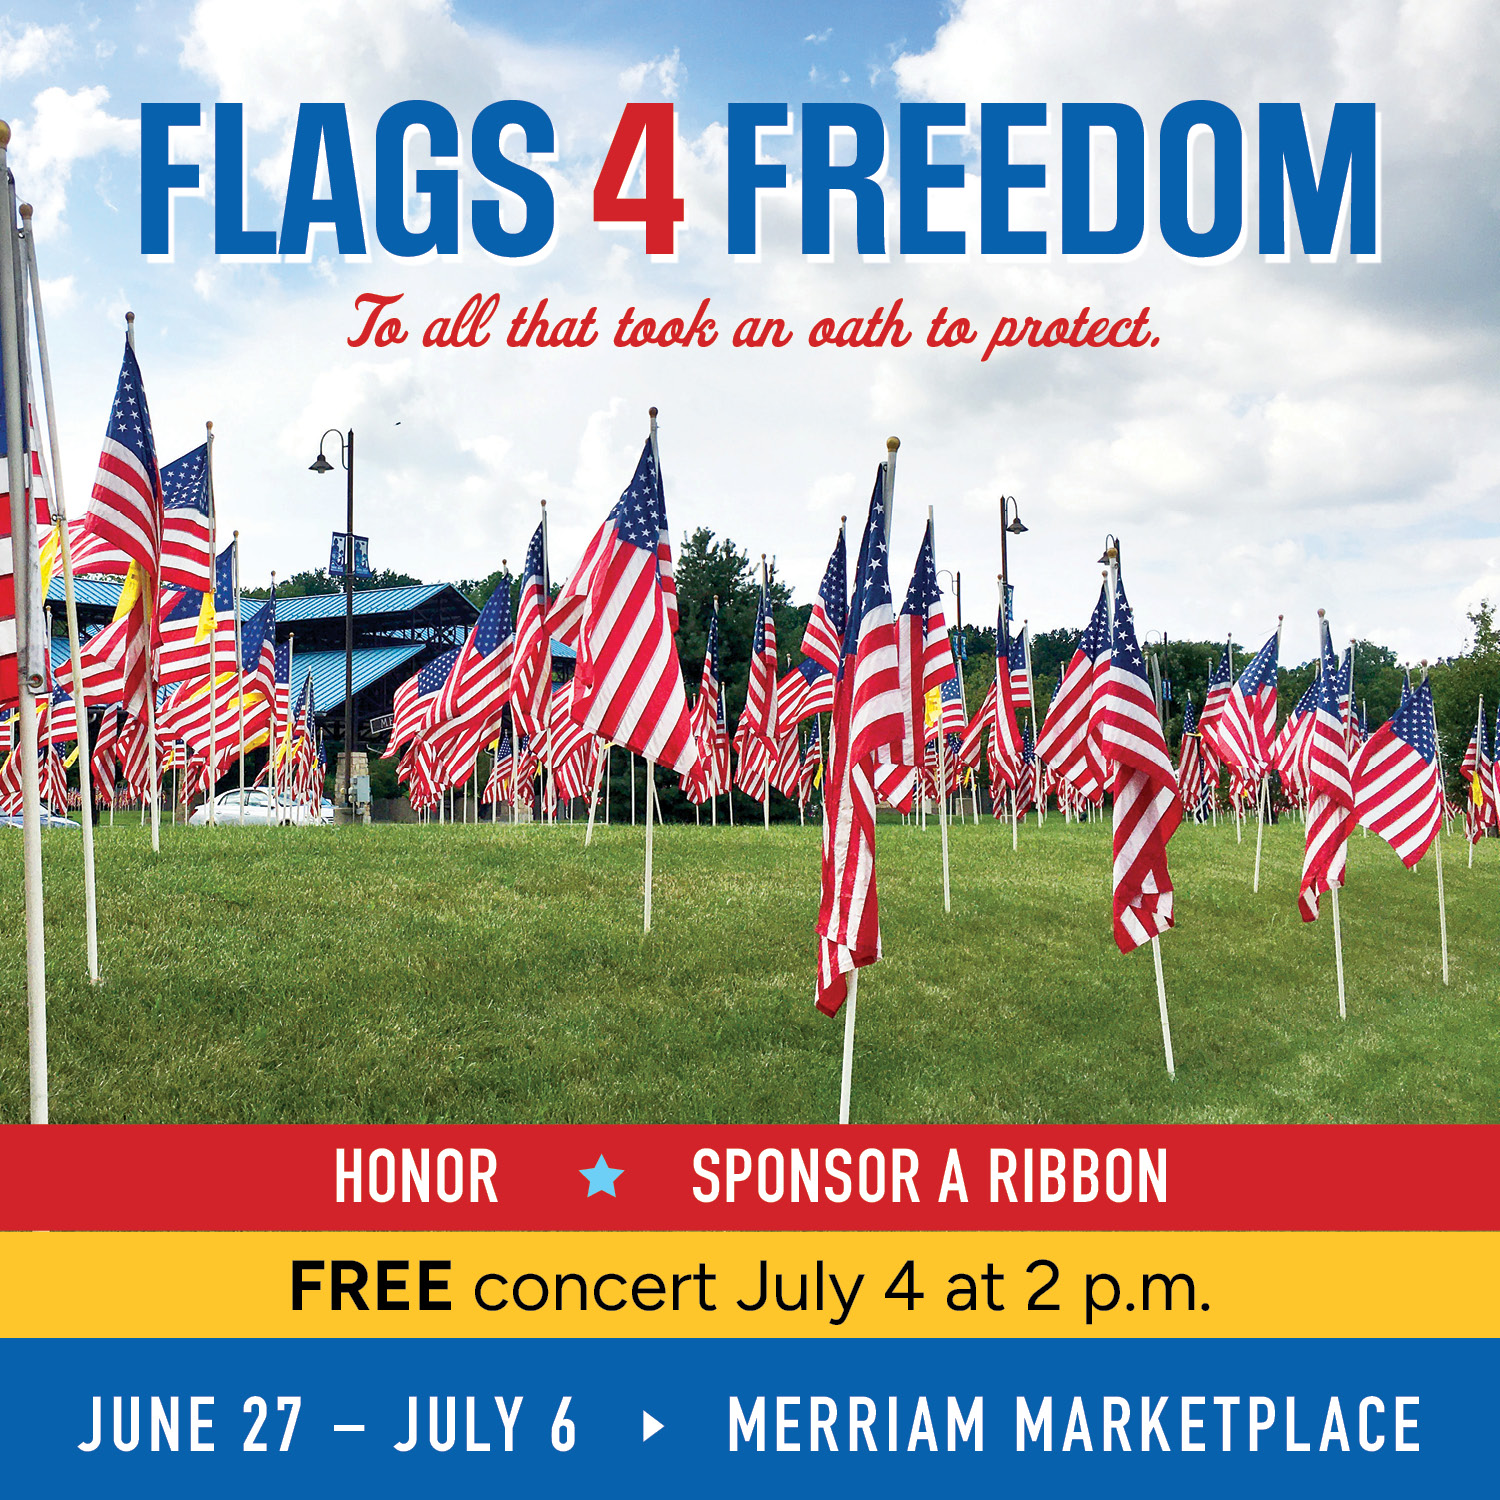 FLAGS 4 FREEDOM
To all that took an oath to protect.
HONOR ★ SPONSOR A RIBBON
FREE concert July 4 at 2 p.m.
JUNE 27 – JULY 6 ▸ MERRIAM MARKETPLACE